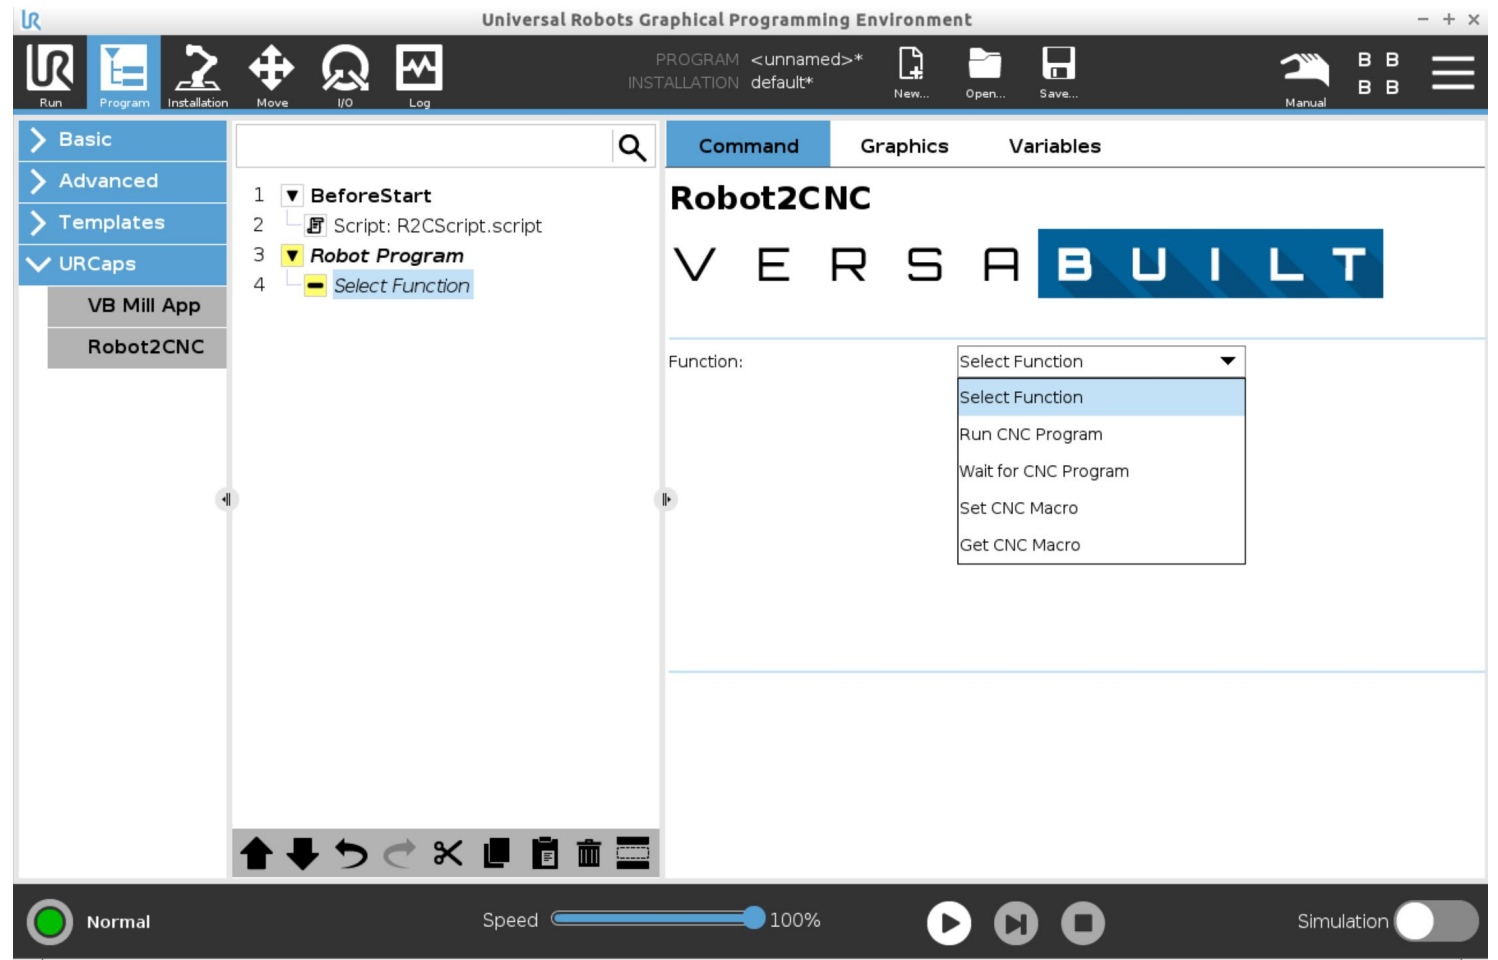 UR
Universal Robots Graphical Programming Environment
UR
PROGRAM <unnamed>*
INSTALLATION default*
Run
Program
Installation
Move
I/O
Log
New...
Open...
Save...
Manual
B B
B B
Basic
Advanced
Templates
URCaps
VB Mill App
Robot2CNC
1 BeforeStart
2 Script: R2CScript.script
3 Robot Program
4 Select Function
Command Graphics Variables
Robot2CNC
VERSABUILT
Function: Select Function
Select Function
Run CNC Program
Wait for CNC Program
Set CNC Macro
Get CNC Macro
Normal
Speed 100%
Simulation